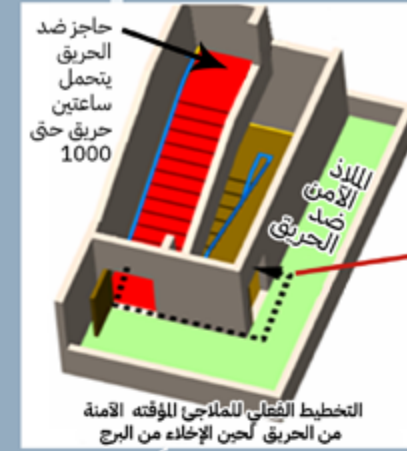 حاجز ضد
الحريق
يتحمل
ساعتين
حريق حتى
1000
الملاذ
الآمن
ضد
الحريق
التخطيط الفعلي للملاجئ المؤقته الآمنة
من الحريق لحين الإخلاء من البرج